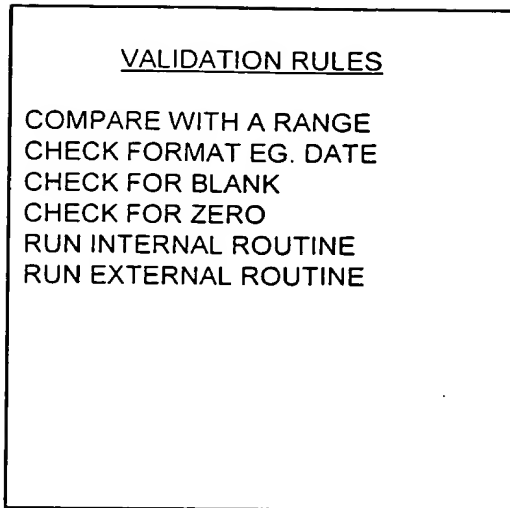 VALIDATION RULES
COMPARE WITH A RANGE
CHECK FORMAT EG. DATE
CHECK FOR BLANK
CHECK FOR ZERO
RUN INTERNAL ROUTINE
RUN EXTERNAL ROUTINE